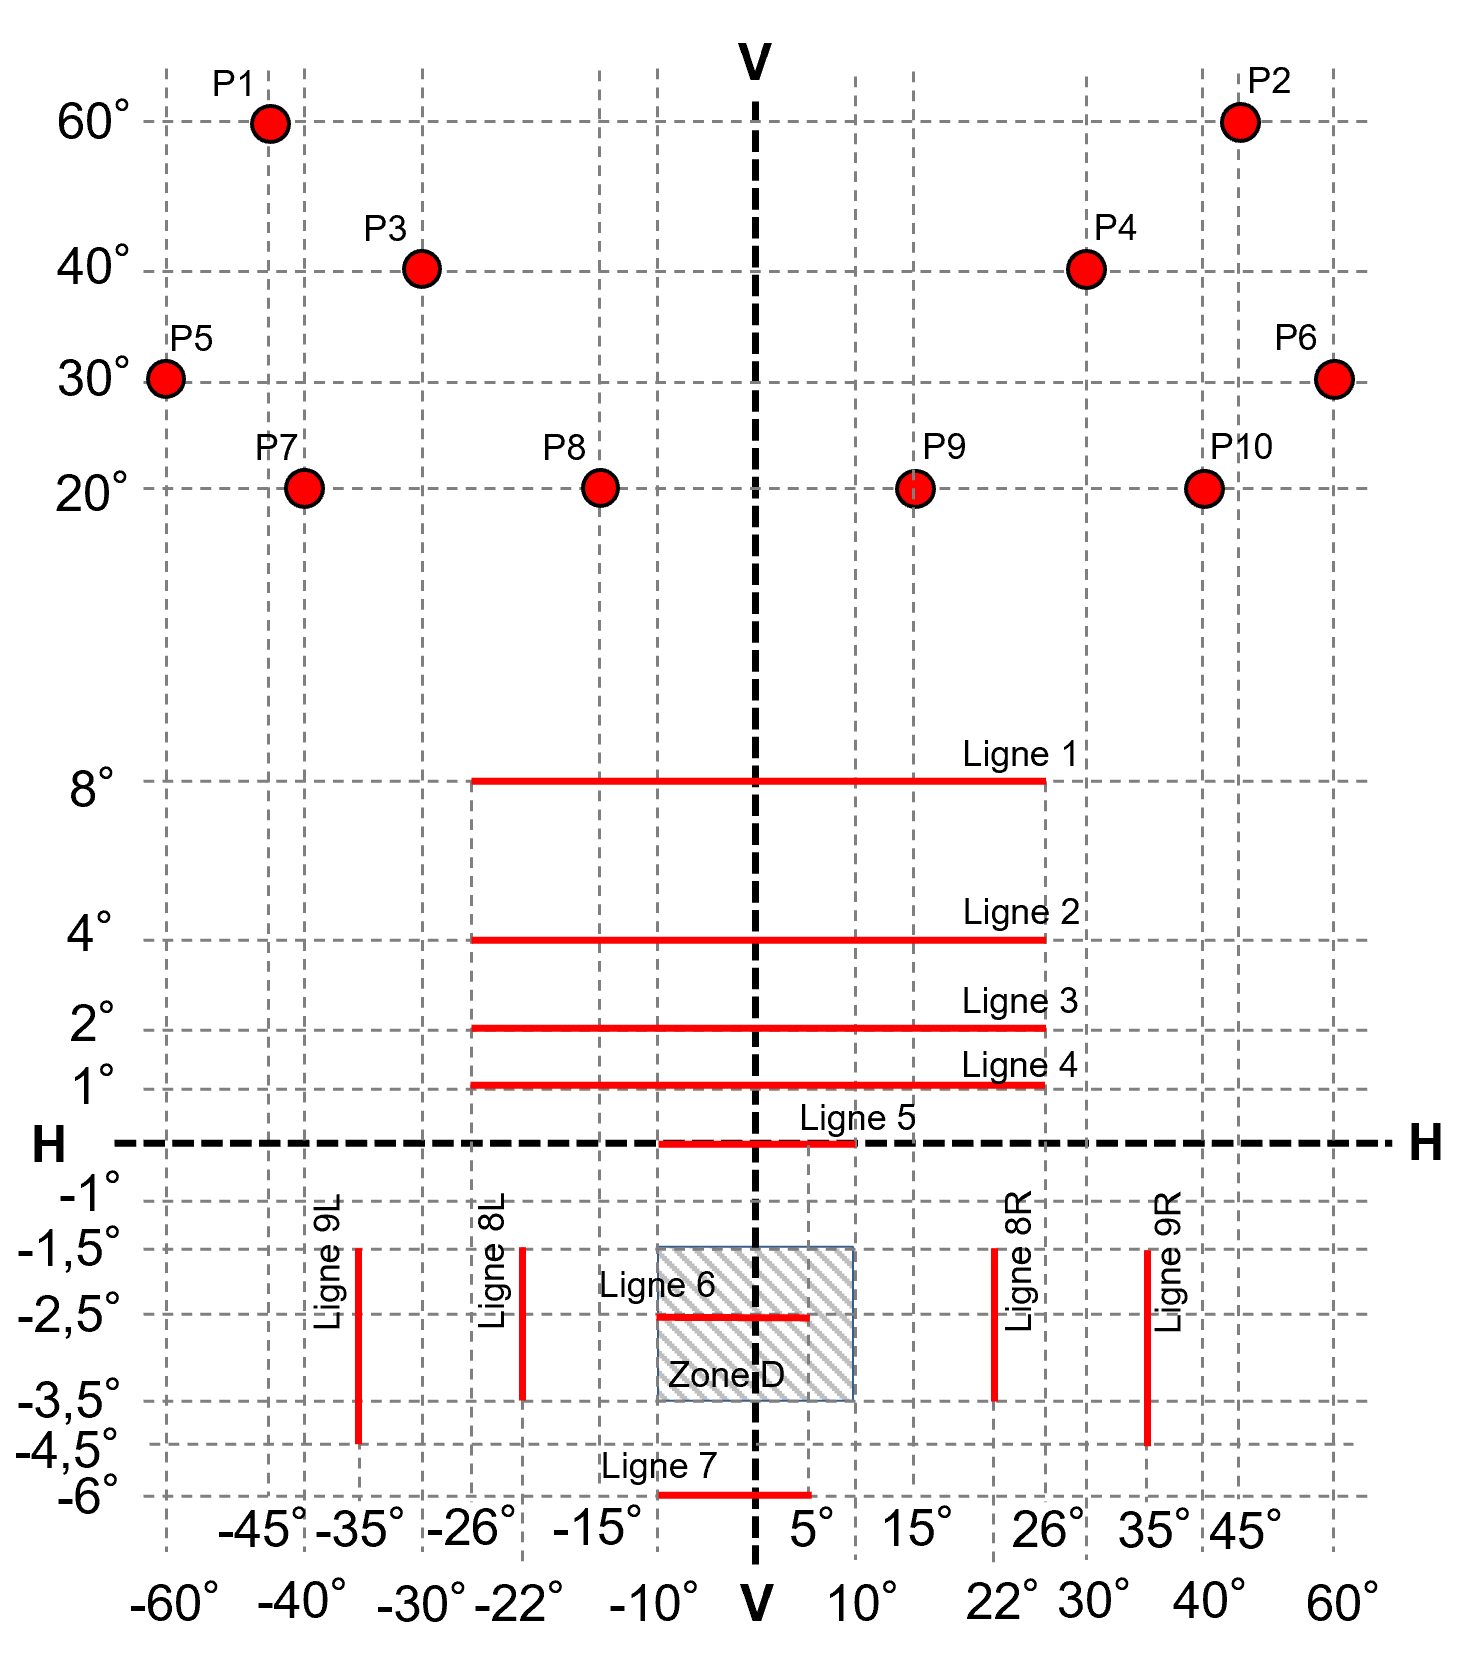 V
P1
P2
60°
P3
P4
40°
P5
P6
30°
P7
P8
P9
P10
20°
Ligne 1
8°
Ligne 2
4°
Ligne 3
2°
Ligne 4
1°
Ligne 5
H
H
-1°
Ligne 9L
Ligne 8L
Ligne 8R
Ligne 9R
-1,5°
Ligne 6
-2,5°
Zone D
-3,5°
-4,5°
Ligne 7
-6°
-45° -35° -26° -15° 5° 15° 26° 35° 45°
-60° -40° -30° -22° -10° V 10° 22° 30° 40° 60°